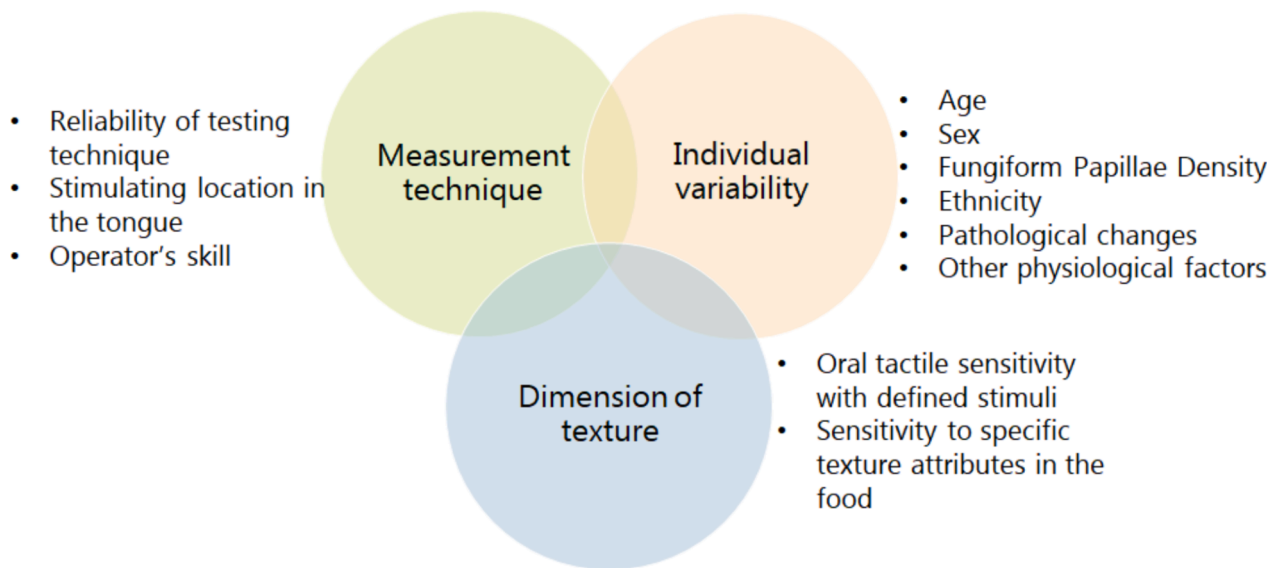 • Reliability of testing
technique
• Stimulating location in
the tongue
• Operator's skill
Measurement
technique
Individual
variability
• Age
• Sex
• Fungiform Papillae Density
• Ethnicity
• Pathological changes
• Other physiological factors
Dimension of
texture
• Oral tactile sensitivity
with defined stimuli
• Sensitivity to specific
texture attributes in the
food